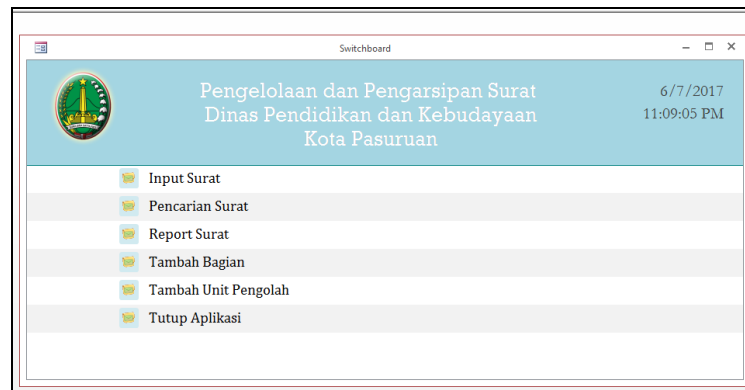 Switchboard
Pengelolaan dan Pengarsipan Surat
Dinas Pendidikan dan Kebudayaan
Kota Pasuruan
6/7/2017
11:09:05 PM
Input Surat
Pencarian Surat
Report Surat
Tambah Bagian
Tambah Unit Pengolah
Tutup Aplikasi